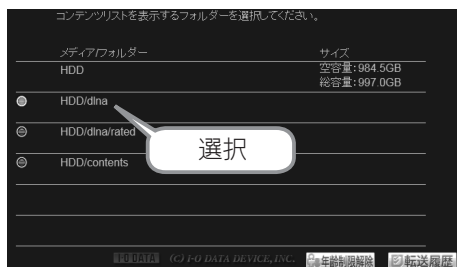 コンテンツリストを表示するフォルダーを選択してください。
メディア/フォルダー サイズ
HDD 空容量:984.5GB
総容量:997.0GB
HDD/dlna
HDD/dlna/rated
選択
HDD/contents
I-O DATA (C) I-O DATA DEVICE, INC. 年齢制限解除 転送履歴